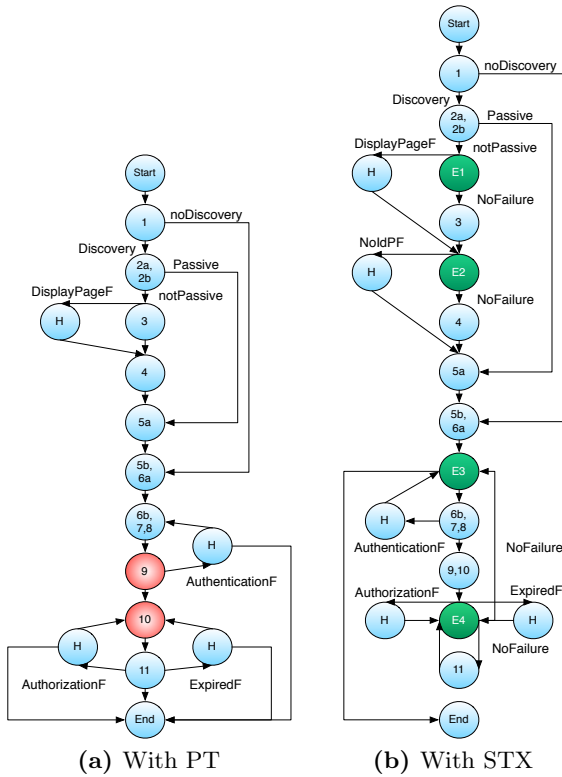 Start
1
noDiscovery
Discovery
2a,
2b
Passive
notPassive
DisplayPageF
H
3
4
5a
5b,
6a
6b,
7,8
H
9
AuthenticationF
10
H
H
11
AuthorizationF
ExpiredF
End
(a) With PT
Start
1
noDiscovery
Discovery
2a,
2b
Passive
notPassive
DisplayPageF
H
E1
NoFailure
3
NoIdPF
H
E2
NoFailure
4
5a
5b,
6a
E3
H
6b,
7,8
AuthenticationF
NoFailure
9,10
AuthorizationF
ExpiredF
H
E4
H
NoFailure
11
End
(b) With STX